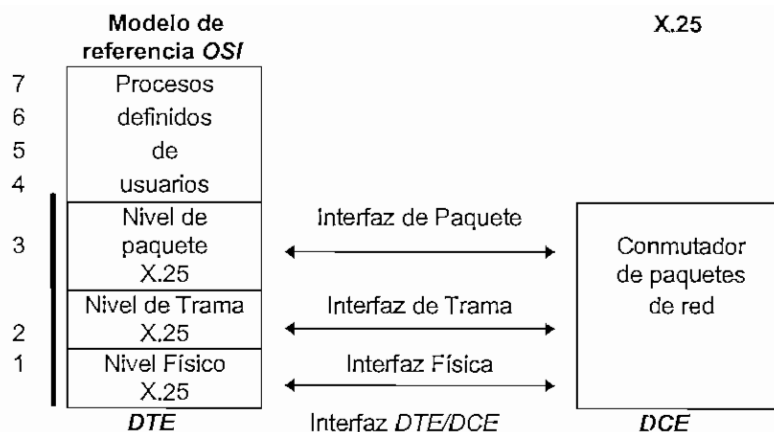 Modelo de
referencia OSI
X.25
7 Procesos
6 definidos
5 de
4 usuarios
Nivel de
3 paquete
X.25
Interfaz de Paquete
Conmutador
de paquetes
de red
Nivel de Trama
2 X.25
Interfaz de Trama
1 Nivel Físico
X.25
Interfaz Física
DTE
Interfaz DTE/DCE
DCE